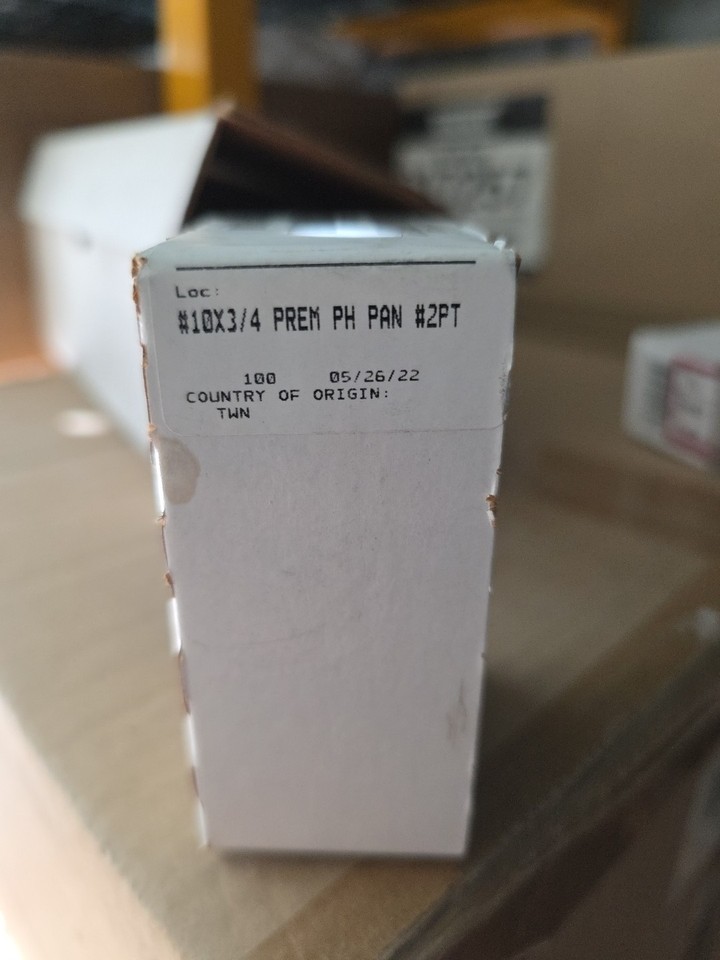 Loc:
#10X3/4 PREM PH PAN #2PT
100 05/26/22
COUNTRY OF ORIGIN:
TWN